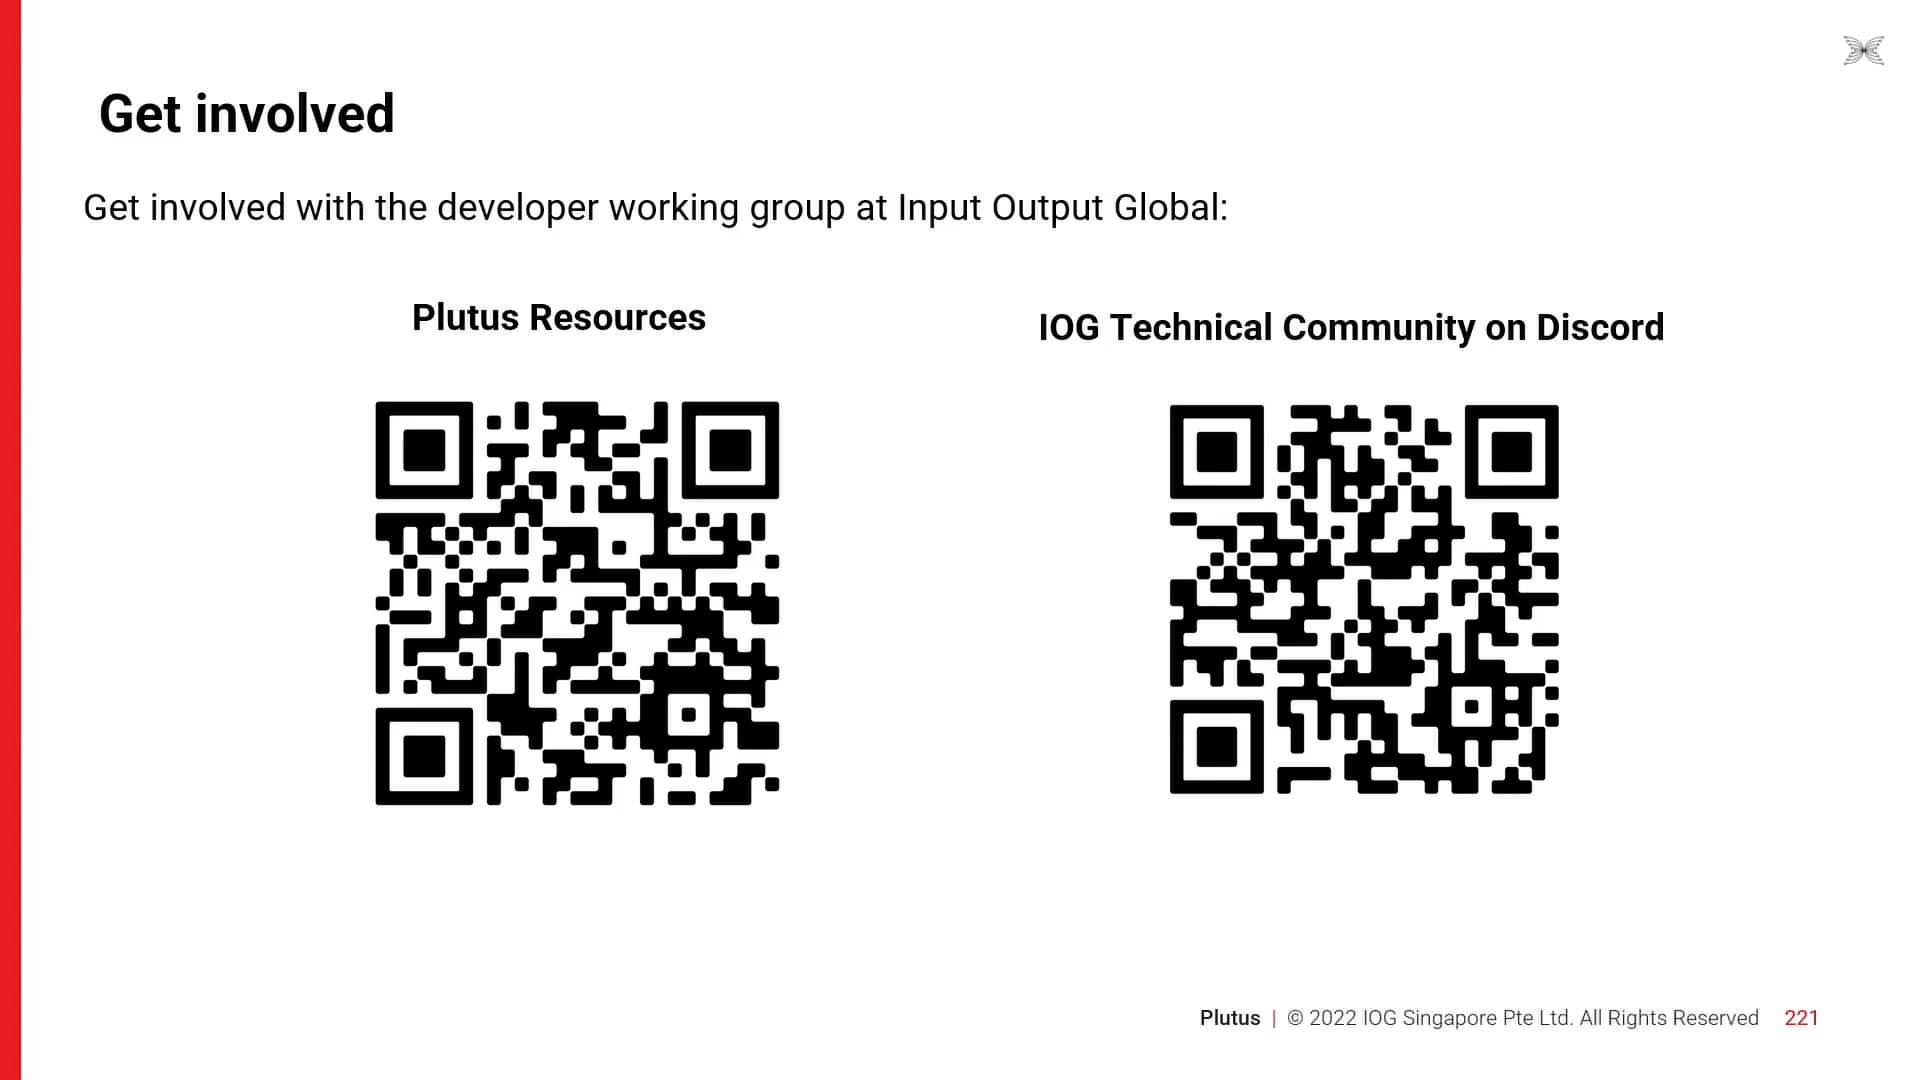 Get involved
Get involved with the developer working group at Input Output Global:
Plutus Resources
IOG Technical Community on Discord
Plutus | © 2022 IOG Singapore Pte Ltd. All Rights Reserved 221